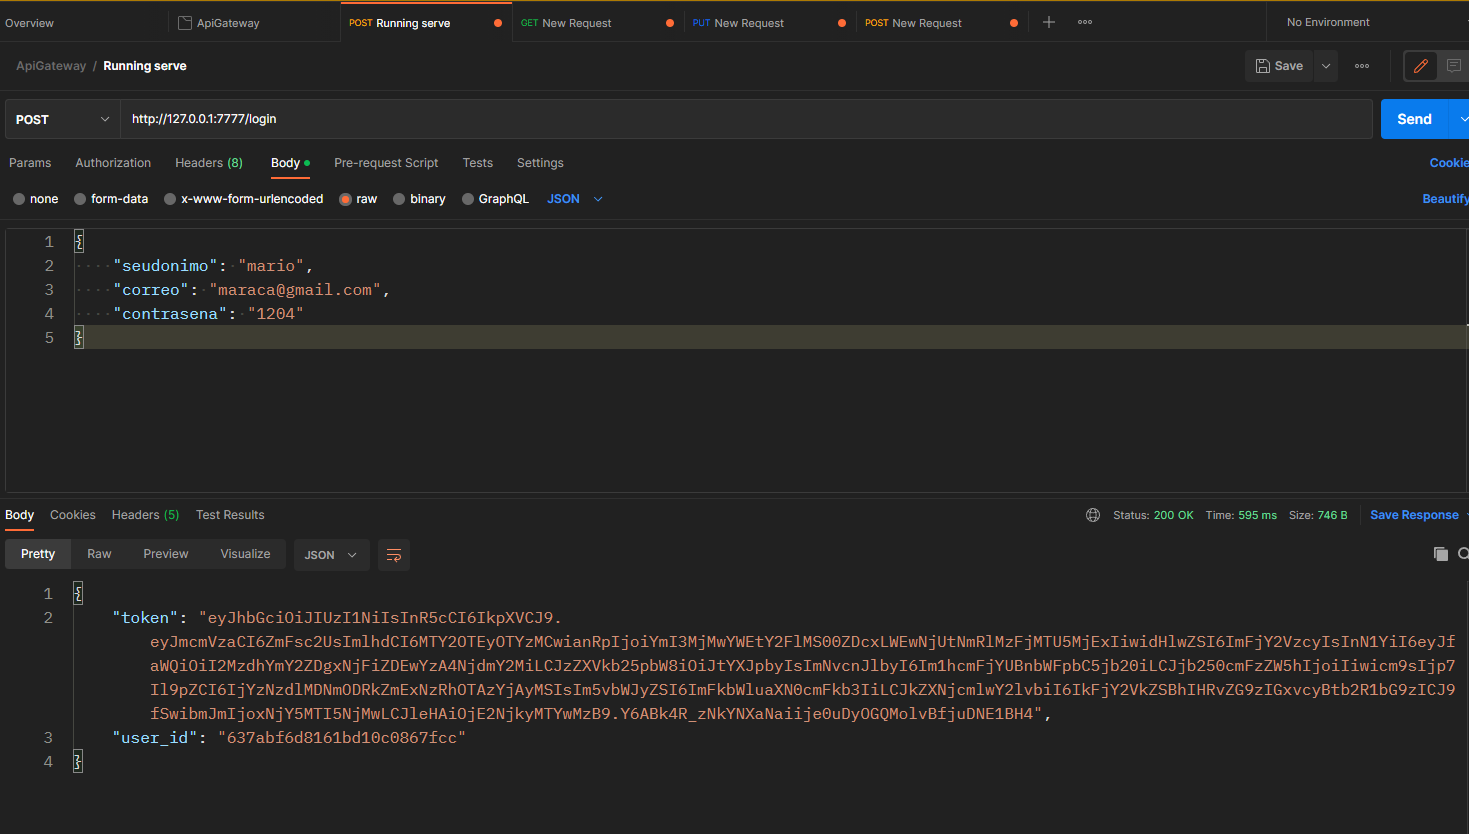 Overview
ApiGateway
POST Running serve
GET New Request
PUT New Request
POST New Request
No Environment
ApiGateway / Running serve
Save
POST
http://127.0.0.1:7777/login
Send
Params
Authorization
Headers (8)
Body
Pre-request Script
Tests
Settings
Cookie
none
form-data
x-www-form-urlencoded
raw
binary
GraphQL
JSON
Beautify
1 {
2 "seudonimo": "mario",
3 "correo": "maraca@gmail.com",
4 "contrasena": "1204"
5 }
Body
Cookies
Headers (5)
Test Results
Status: 200 OK
Time: 595 ms
Size: 746 B
Save Response
Pretty
Raw
Preview
Visualize
JSON
1 {
2 "token": "eyJhbGciOiJIUzI1NiIsInR5cCI6IkpXVCJ9.
eyJmcmVzaCI6ZmFsc2UsImlhdCI6MTY2OTEyOTYzMCwianRpIjoiYmI3MjMwYWEtY2FlMS00ZDcxLWEwNjUtNmRlMzFjMTU5MjExIiwidHlwZSI6ImFjY2VzcyIsInN1YiI6eyJf
aWQiOiI2MzdhYmY2ZDgxNjFiZDEwYzA4NjdmY2MiLCJzZXVkb25pbW8iOiJtYXJpbyIsImNvcnJlbyI6Im1hcmFjYUBnbWFpbC5jb20iLCJjb250cmFzZW5hIjoiIiwicm9sIjp7
Il9pZCI6IjYzNzdlMDNmODRkZmExNzRhOTAzYjAyMSIsIm5vbWJyZSI6ImFkbWluaXN0cmFkb3IiLCJkZXNjcmlwY2lvbiI6IkFjY2VkZSBhIHRvZG9zIGxvcyBtb2R1bG9zICJ9
fSwibmJmIjoxNjY5MTI5NjMwLCJleHAiOjE2NjkyMTYwMzB9.Y6ABk4R_zNkYNXaNaiije0uDyOGQMolvBfjuDNE1BH4",
3 "user_id": "637abf6d8161bd10c0867fcc"
4 }